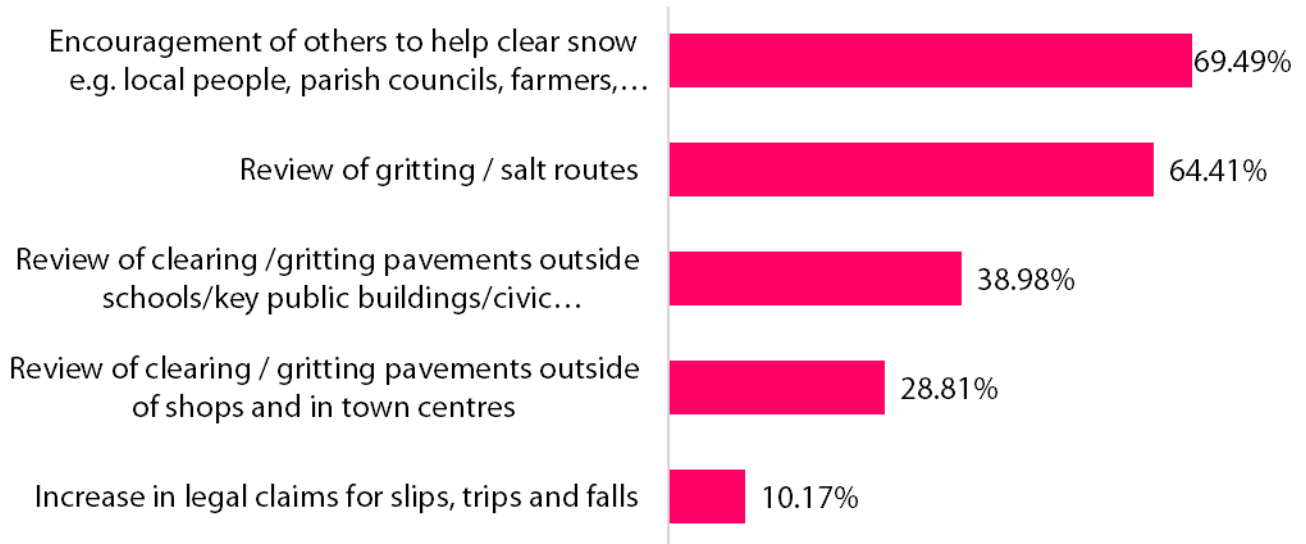 Encouragement of others to help clear snow
e.g. local people, parish councils, farmers,…
69.49%
Review of gritting / salt routes
64.41%
Review of clearing /gritting pavements outside
schools/key public buildings/civic…
38.98%
Review of clearing / gritting pavements outside
of shops and in town centres
28.81%
Increase in legal claims for slips, trips and falls
10.17%